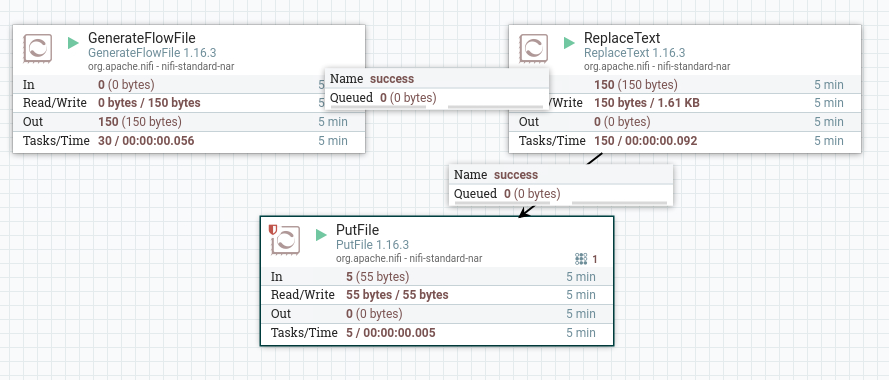 GenerateFlowFile
GenerateFlowFile 1.16.3
org.apache.nifi - nifi-standard-nar
In 0 (0 bytes) 5
Read/Write 0 bytes / 150 bytes
Out 150 (150 bytes) 5 min
Tasks/Time 30 / 00:00:00.056 5 min
Name success
Queued 0 (0 bytes)
ReplaceText
ReplaceText 1.16.3
org.apache.nifi - nifi-standard-nar
150 (150 bytes) 5 min
/Write 150 bytes / 1.61 KB 5 min
Out 0 (0 bytes) 5 min
Tasks/Time 150 / 00:00:00.092 5 min
Name success
Queued 0 (0 bytes)
PutFile
PutFile 1.16.3
org.apache.nifi - nifi-standard-nar 1
In 5 (55 bytes) 5 min
Read/Write 55 bytes / 55 bytes 5 min
Out 0 (0 bytes) 5 min
Tasks/Time 5 / 00:00:00.005 5 min